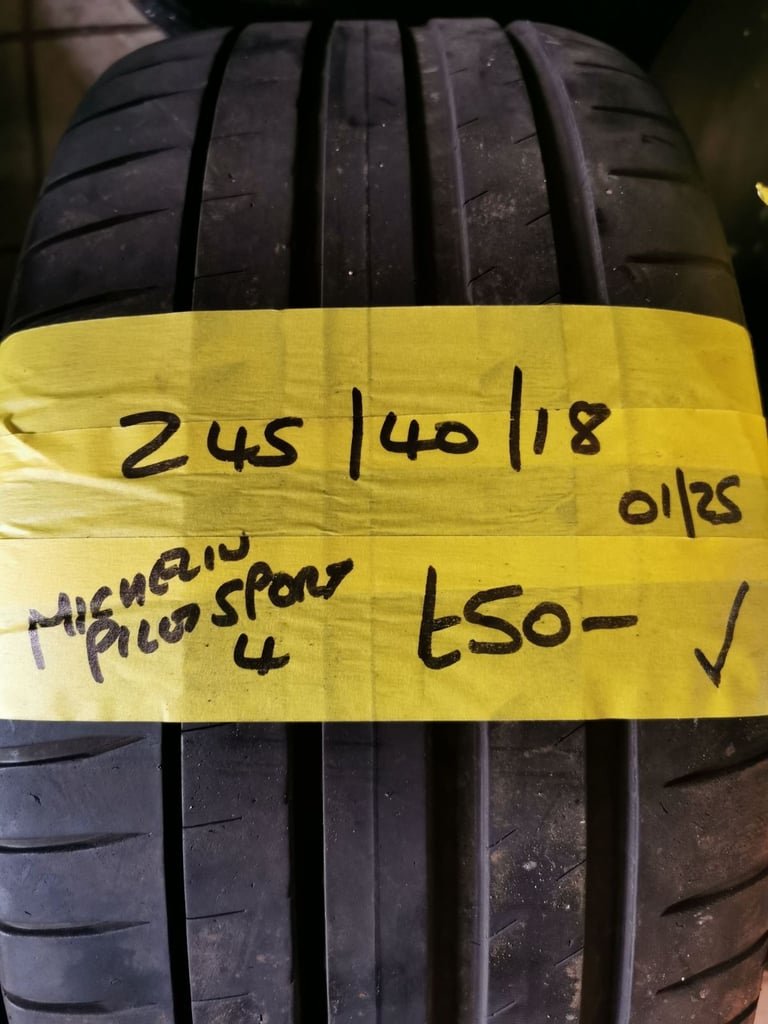 245/40/18
01/25
MICHELIN
PILOT SPORT
4
£50-